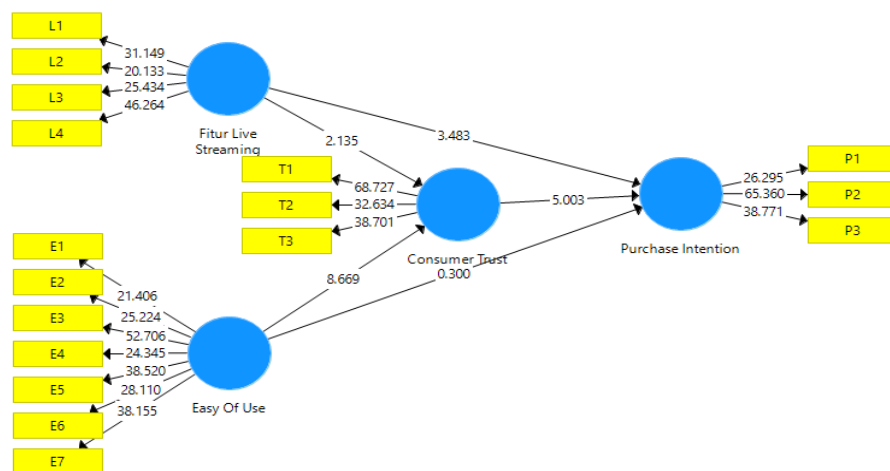 L1
31.149
L2
20.133
L3
25.434
L4
46.264
Fitur Live
Streaming
3.483
2.135
T1
68.727
T2
32.634
T3
38.701
Consumer Trust
5.003
P1
26.295
P2
65.360
P3
38.771
Purchase Intention
0.300
8.669
E1
21.406
E2
25.224
E3
52.706
E4
24.345
E5
38.520
E6
28.110
E7
38.155
Easy Of Use